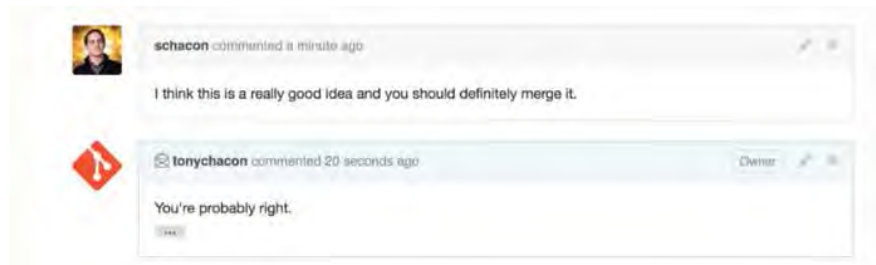 schacon commented a minute ago
I think this is a really good idea and you should definitely merge it.
tonychacon commented 20 seconds ago
Owner
You're probably right.
...